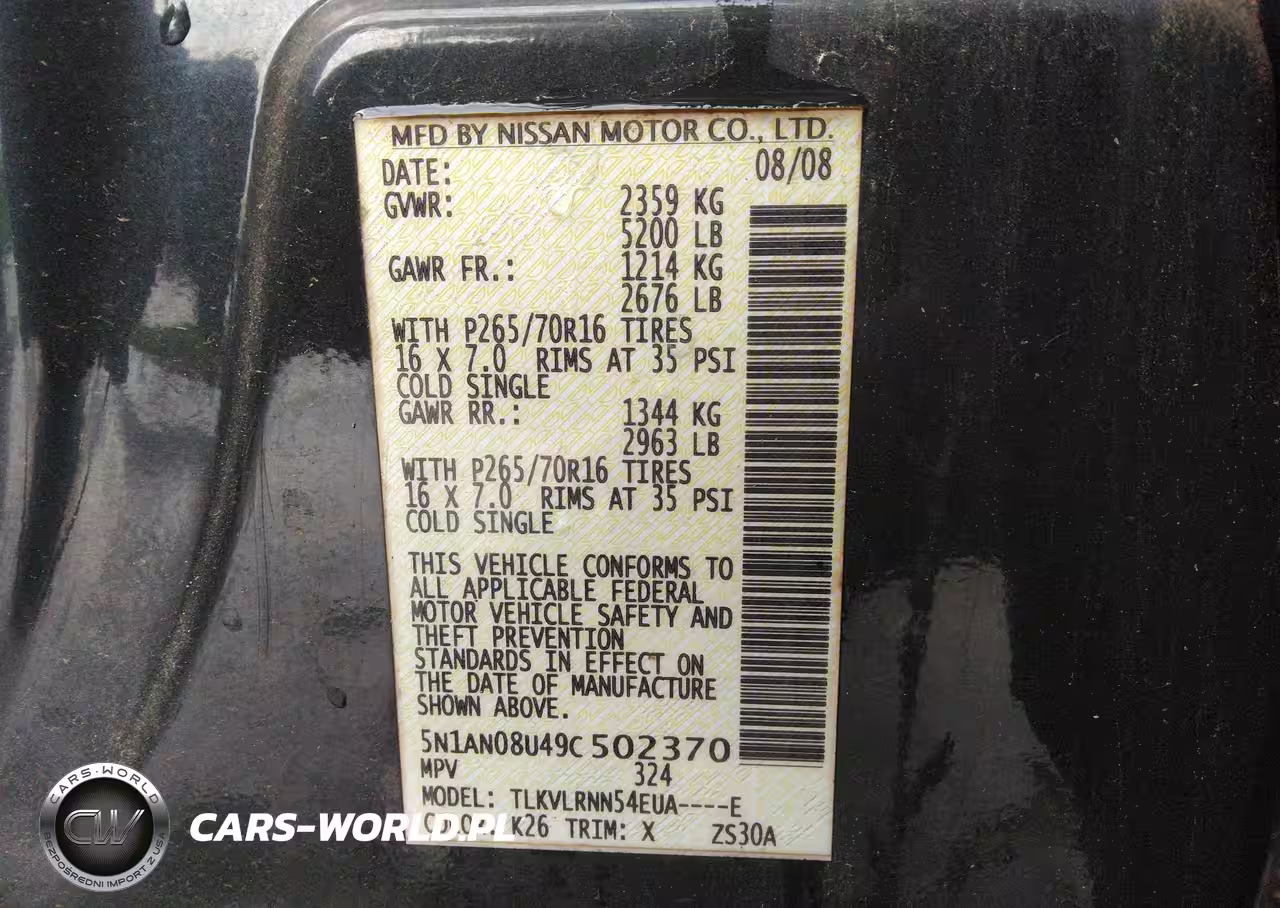 MFD BY NISSAN MOTOR CO., LTD.
DATE: 08/08
GVWR: 2359 KG
5200 LB
GAWR FR.: 1214 KG
2676 LB
WITH P265/70R16 TIRES
16 X 7.0 RIMS AT 35 PSI
COLD SINGLE
GAWR RR.: 1344 KG
2963 LB
WITH P265/70R16 TIRES
16 X 7.0 RIMS AT 35 PSI
COLD SINGLE
THIS VEHICLE CONFORMS TO
ALL APPLICABLE FEDERAL
MOTOR VEHICLE SAFETY AND
THEFT PREVENTION
STANDARDS IN EFFECT ON
THE DATE OF MANUFACTURE
SHOWN ABOVE.
5N1AN08U49C502370
MPV 324
MODEL: TLKVLRNN54EUA----E
K26 TRIM: X ZS30A
CARS-WORLD
CW
BEZPOŚREDNI IMPORT Z USA
CARS-WORLD.PL